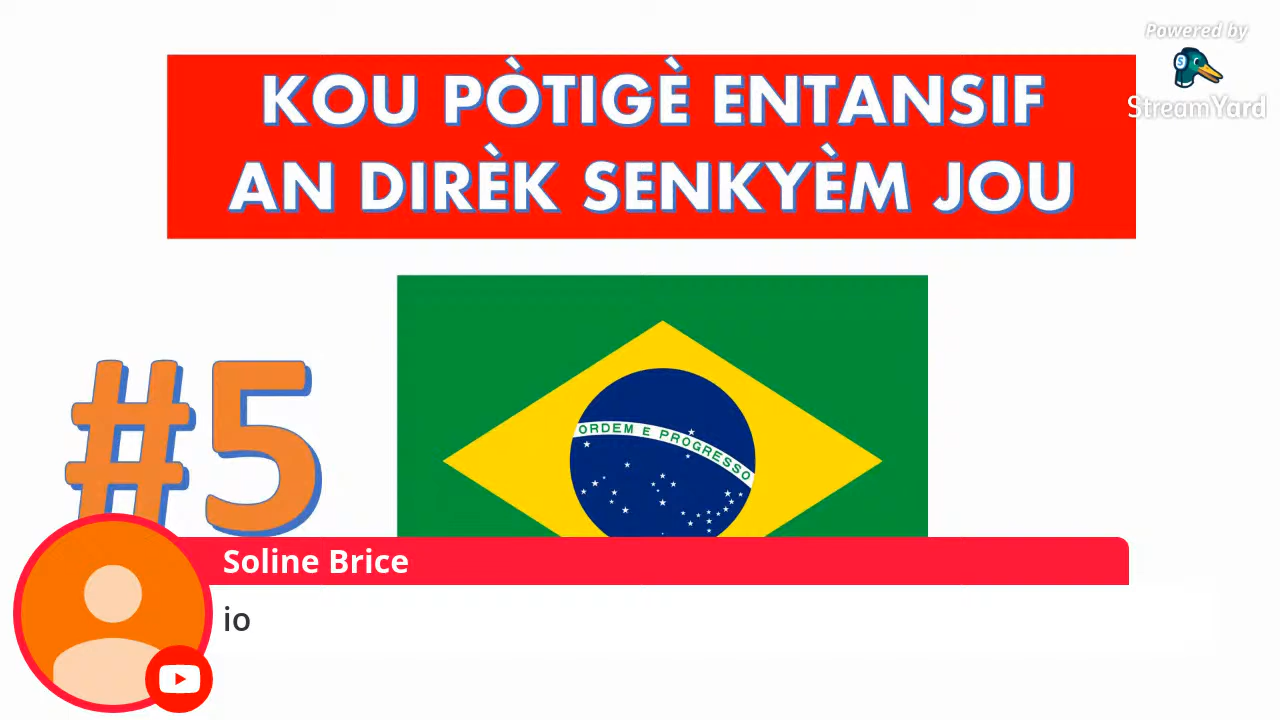 Powered by
StreamYard
KOU PÒTIGÈ ENTANSIF
AN DIRÈK SENKYÈM JOU
#5
ORDEM E PROGRESSO
Soline Brice
io